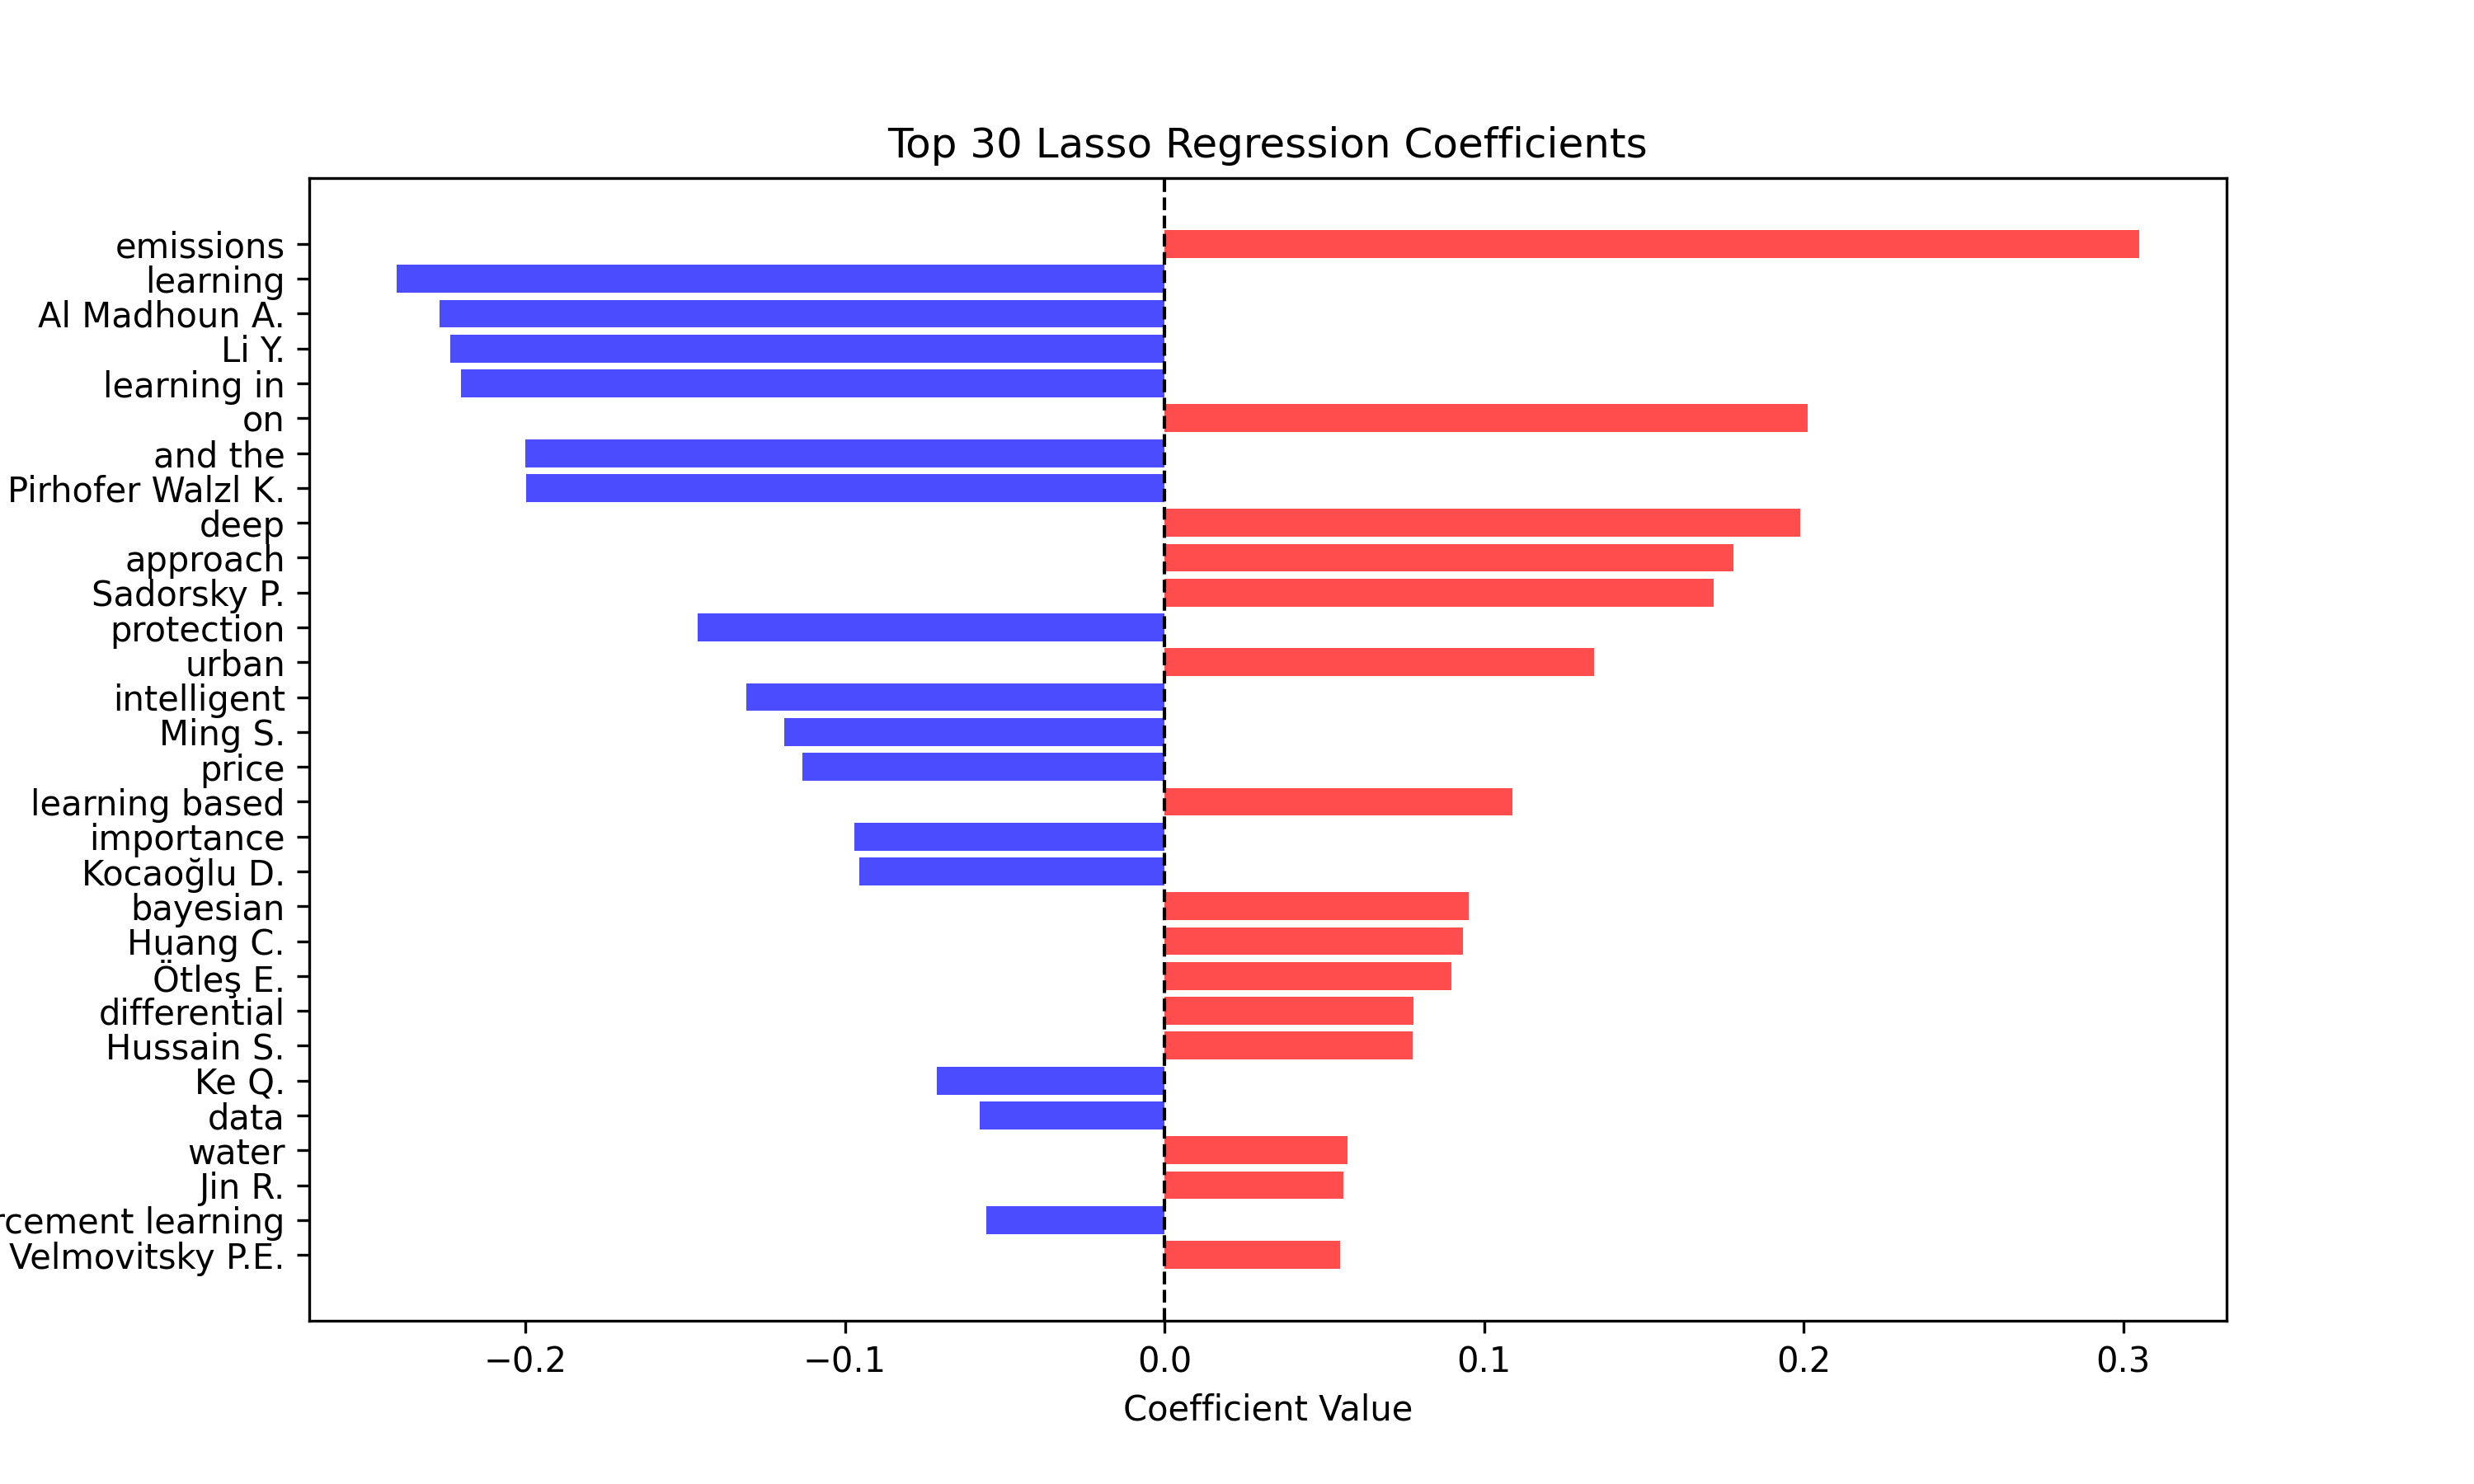 Top 30 Lasso Regression Coefficients
emissions
learning
Al Madhoun A.
Li Y.
learning in
on
and the
Pirhofer Walzl K.
deep
approach
Sadorsky P.
protection
urban
intelligent
Ming S.
price
learning based
importance
Kocaoğlu D.
bayesian
Huang C.
Ötleş E.
differential
Hussain S.
Ke Q.
data
water
Jin R.
rcement learning
Velmovitsky P.E.
−0.2 −0.1 0.0 0.1 0.2 0.3
Coefficient Value